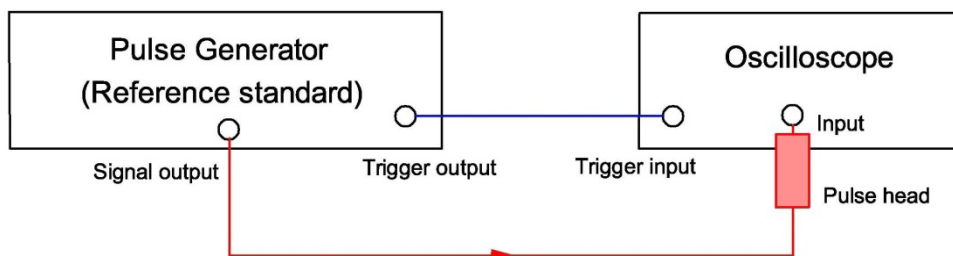 Pulse Generator
(Reference standard)
Oscilloscope
Signal output
Trigger output
Trigger input
Input
Pulse head